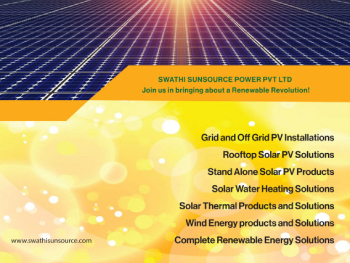 SWATHI SUNSOURCE POWER PVT LTD
Join us in bringing about a Renewable Revolution!
Grid and Off Grid PV Installations
Rooftop Solar PV Solutions
Stand Alone Solar PV Products
Solar Water Heating Solutions
Solar Thermal Products and Solutions
Wind Energy products and Solutions
www.swathisunsource.com
Complete Renewable Energy Solutions